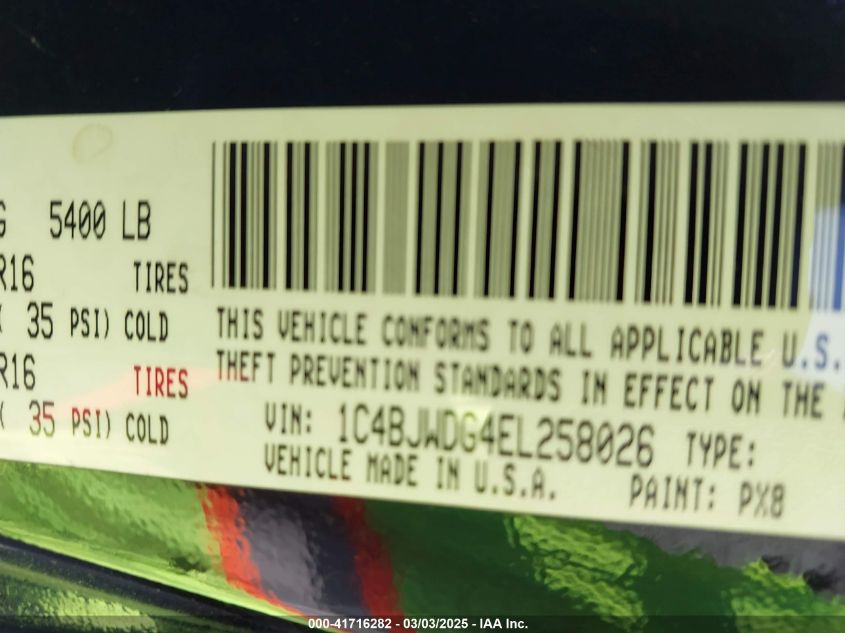 G 5400 LB
R16 TIRES
( 35 PSI) COLD
R16 TIRES
( 35 PSI) COLD
THIS VEHICLE CONFORMS TO ALL APPLICABLE U.S.
THEFT PREVENTION STANDARDS IN EFFECT ON THE
VIN: 1C4BJWDG4EL258026 TYPE:
VEHICLE MADE IN U.S.A. PAINT: PX8
000-41716282 - 03/03/2025 - IAA Inc.